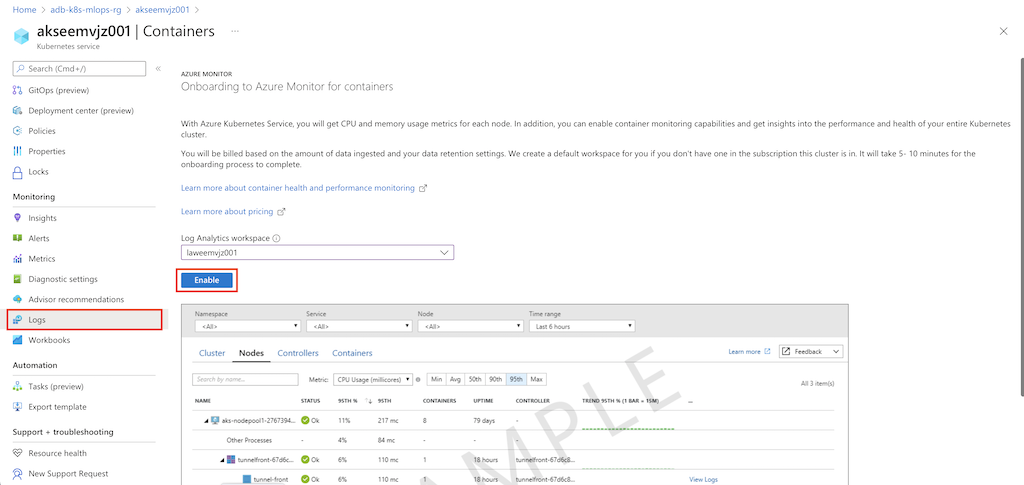 Home > adb-k8s-mlops-rg > akseemvjz001 >
akseemvjz001 | Containers ...
Kubernetes service
Search (Cmd+/)
«
GitOps (preview)
Deployment center (preview)
Policies
Properties
Locks
Monitoring
Insights
Alerts
Metrics
Diagnostic settings
Advisor recommendations
Logs
Workbooks
Automation
Tasks (preview)
Export template
Support + troubleshooting
Resource health
New Support Request
AZURE MONITOR
Onboarding to Azure Monitor for containers
With Azure Kubernetes Service, you will get CPU and memory usage metrics for each node. In addition, you can enable container monitoring capabilities and get insights into the performance and health of your entire Kubernetes
cluster.
You will be billed based on the amount of data ingested and your data retention settings. We create a default workspace for you if you don't have one in the subscription this cluster is in. It will take 5- 10 minutes for the
onboarding process to complete.
Learn more about container health and performance monitoring
Learn more about pricing
Log Analytics workspace
laweemvjz001
Enable
Namespace Service Node Time range
<All> <All> <All> Last 6 hours
Cluster Nodes Controllers Containers Learn more Feedback
Search by name... Metric: CPU Usage (millicores) Min Avg 50th 90th 95th Max All 3 item(s)
NAME STATUS 95TH % 95TH CONTAINERS UPTIME CONTROLLER TREND 95TH % (1 BAR = 15M) ...
aks-nodepool1-2767394... Ok 11% 217 mc 8 79 days -
Other Processes - 4% 84 mc - -
tunnelfront-67d6c... Ok 6% 110 mc 1 18 hours tunnelfront-67d6c8...
tunnel-front Ok 6% 110 mc 1 18 hours tunnelfront-67d6c8... View Logs